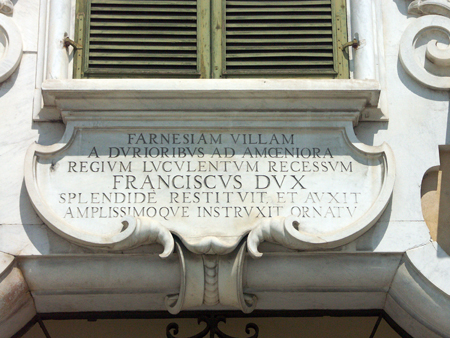 FARNESIAM VILLAM
A DVRIORIBVS AD AMŒNIORA
REGIVM LVCVLENTVM RECESSVM
FRANCISCVS DVX
SPLENDIDE RESTITVIT ET AVXIT
AMPLISSIMOQVE INSTRVXIT ORNATV